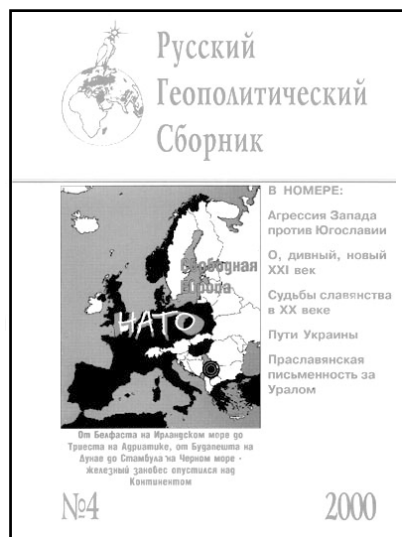 Русский
Геополитический
Сборник
В НОМЕРЕ:
Агрессия Запада
против Югославии
О, дивный, новый
XXI век
Судьбы славянства
в XX веке
Пути Украины
Праславянская
письменность за
Уралом
Свободная
Европа
НАТО
От Белфаста на Ирландском море до
Триеста на Адриатике, от Будапешта на
Дунае до Стамбула на Черном море -
железный занавес опустился над
Континентом
№4
2000